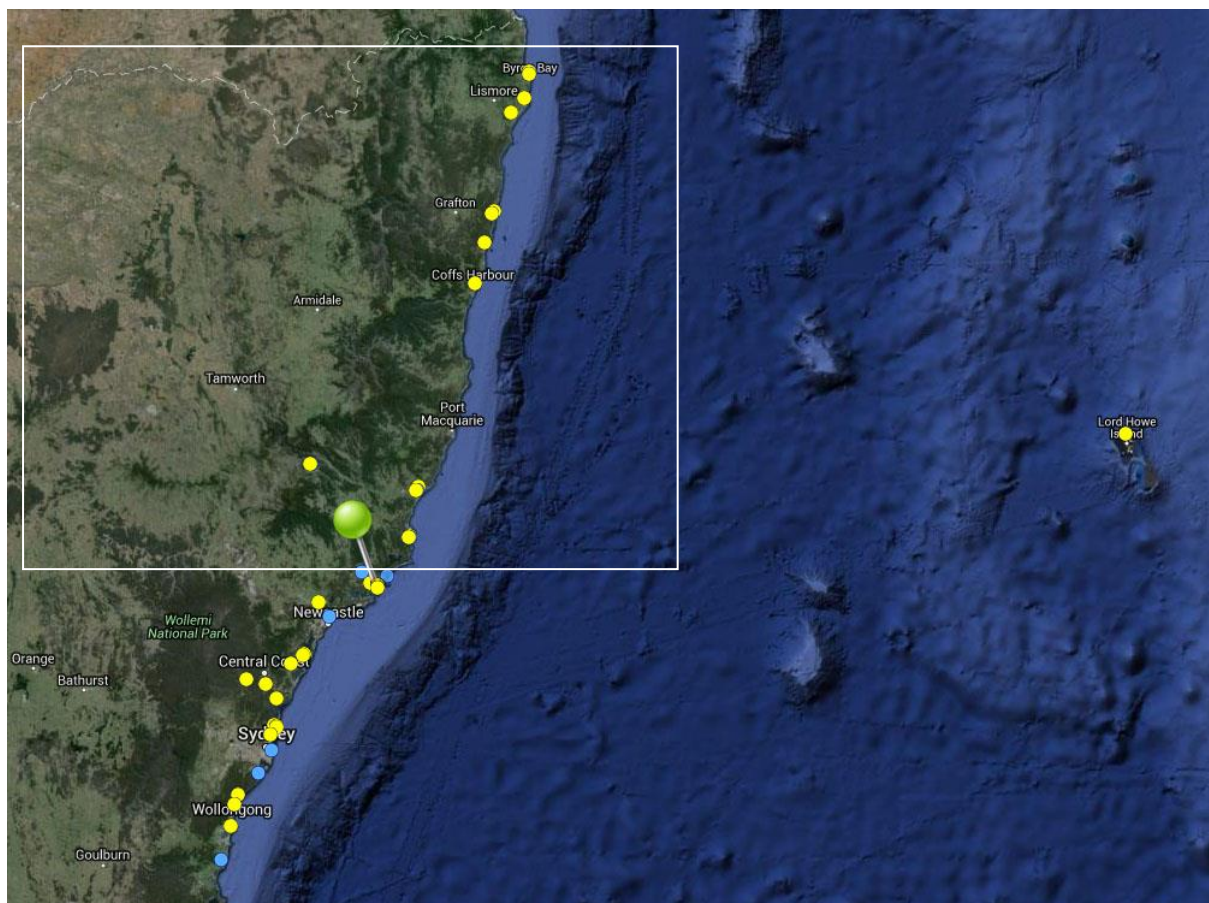 Byron Bay
Lismore
Grafton
Coffs Harbour
Armidale
Tamworth
Port
Macquarie
Lord Howe
Island
Newcastle
Wollemi
National Park
Orange
Central Coast
Bathurst
Sydney
Wollongong
Goulburn